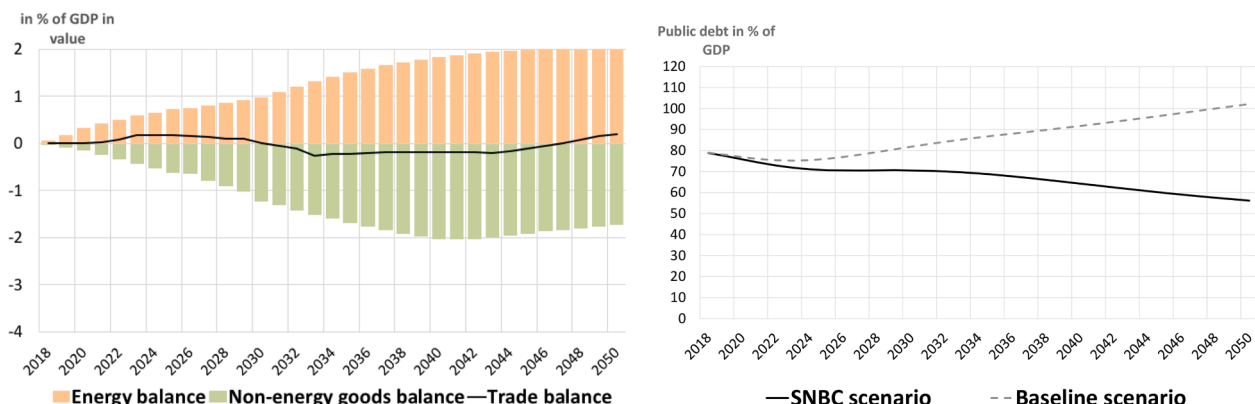 in % of GDP in
value
2
1
0
-1
-2
-3
-4
2018 2020 2022 2024 2026 2028 2030 2032 2034 2036 2038 2040 2042 2044 2046 2048 2050
Energy balance Non-energy goods balance Trade balance
Public debt in % of
GDP
120
110
100
90
80
70
60
50
40
30
20
10
0
2018 2020 2022 2024 2026 2028 2030 2032 2034 2036 2038 2040 2042 2044 2046 2048 2050
SNBC scenario Baseline scenario